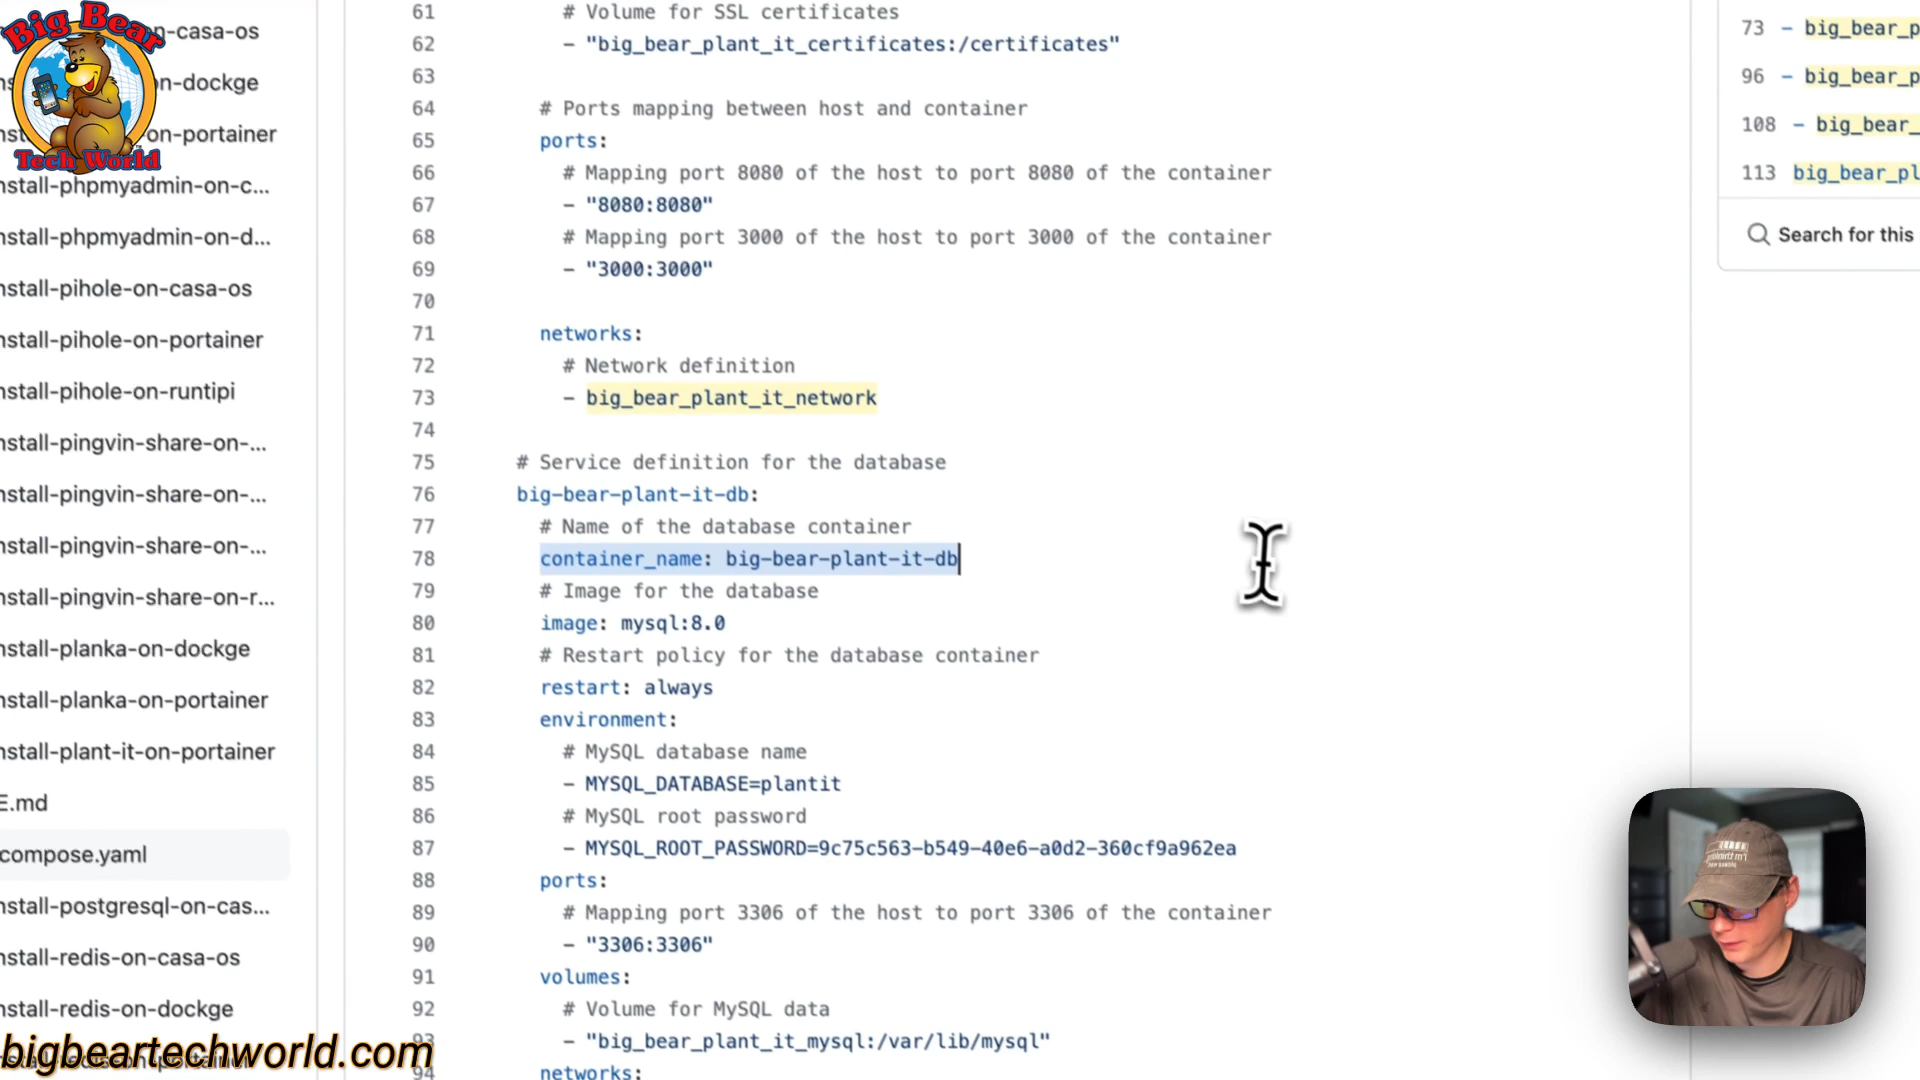 Big Bear
Tech World
n-casa-os
on-dockge
nst
on-portainer
nstall-phpmyadmin-on-c...
nstall-phpmyadmin-on-d...
nstall-pihole-on-casa-os
nstall-pihole-on-portainer
nstall-pihole-on-runtipi
nstall-pingvin-share-on-...
nstall-pingvin-share-on-...
nstall-pingvin-share-on-...
nstall-pingvin-share-on-r...
nstall-planka-on-dockge
nstall-planka-on-portainer
nstall-plant-it-on-portainer
E.md
compose.yaml
nstall-postgresql-on-cas...
nstall-redis-on-casa-os
nstall-redis-on-dockge
bigbeartechworld.com
61 # Volume for SSL certificates
62 - "big_bear_plant_it_certificates:/certificates"
63
64 # Ports mapping between host and container
65 ports:
66 # Mapping port 8080 of the host to port 8080 of the container
67 - "8080:8080"
68 # Mapping port 3000 of the host to port 3000 of the container
69 - "3000:3000"
70
71 networks:
72 # Network definition
73 - big_bear_plant_it_network
74
75 # Service definition for the database
76 big-bear-plant-it-db:
77 # Name of the database container
78 container_name: big-bear-plant-it-db
79 # Image for the database
80 image: mysql:8.0
81 # Restart policy for the database container
82 restart: always
83 environment:
84 # MySQL database name
85 - MYSQL_DATABASE=plantit
86 # MySQL root password
87 - MYSQL_ROOT_PASSWORD=9c75c563-b549-40e6-a0d2-360cf9a962ea
88 ports:
89 # Mapping port 3306 of the host to port 3306 of the container
90 - "3306:3306"
91 volumes:
92 # Volume for MySQL data
93 - "big_bear_plant_it_mysql:/var/lib/mysql"
94 networks:
73 - big_bear_p
96 - big_bear_p
108 - big_bear_
113 big_bear_pl
Search for this